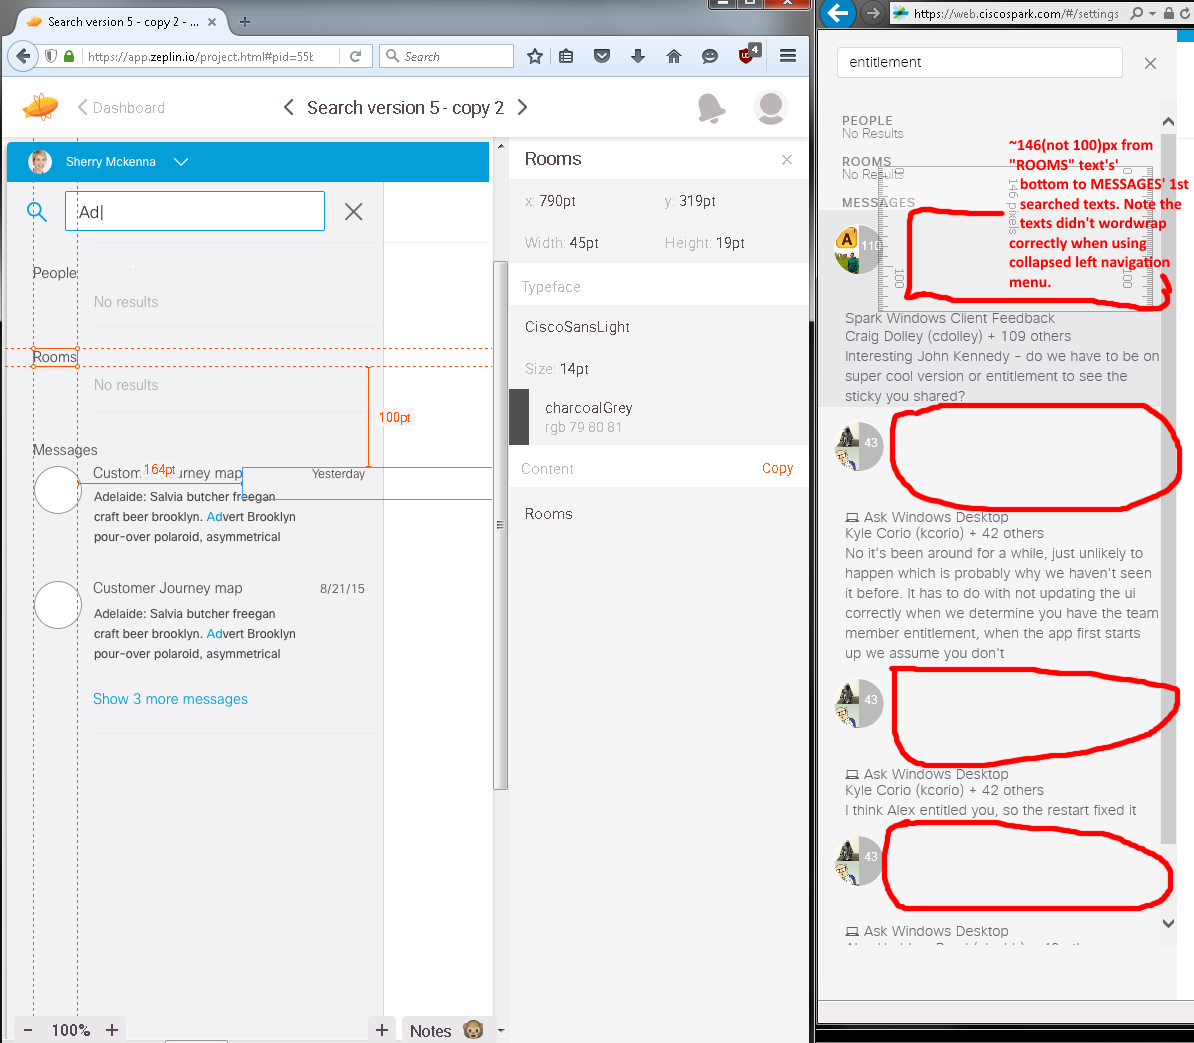 Search version 5 - copy 2 - ...
https://app.zeplin.io/project.html#pid=55b
Search
4
Dashboard
Search version 5 - copy 2
Sherry Mckenna
Ad
People
No results
Rooms
No results
100pt
Messages
164pt
Yesterday
Adelaide: Salvia butcher freegan
craft beer brooklyn. Advert Brooklyn
pour-over polaroid, asymmetrical
Customer Journey map
8/21/15
Adelaide: Salvia butcher freegan
craft beer brooklyn. Advert Brooklyn
pour-over polaroid, asymmetrical
Show 3 more messages
100%
Notes
Rooms
x: 790pt
y: 319pt
Width: 45pt
Height: 19pt
Typeface
CiscoSansLight
Size: 14pt
charcoalGrey
rgb 79 80 81
Content
Copy
Rooms
https://web.ciscospark.com/#/settings
entitlement
PEOPLE
No Results
ROOMS
No Results
MESSAGES
0
0
146 pixels
100
100
~146(not 100)px from
"ROOMS" text's'
bottom to MESSAGES' 1st
searched texts. Note the
texts didn't wordwrap
correctly when using
collapsed left navigation
menu.
A
110
Spark Windows Client Feedback
Craig Dolley (cdolley) + 109 others
Interesting John Kennedy - do we have to be on
super cool version or entitlement to see the
sticky you shared?
43
Ask Windows Desktop
Kyle Corio (kcorio) + 42 others
No it's been around for a while, just unlikely to
happen which is probably why we haven't seen
it before. It has to do with not updating the ui
correctly when we determine you have the team
member entitlement, when the app first starts
up we assume you don't
43
Ask Windows Desktop
Kyle Corio (kcorio) + 42 others
I think Alex entitled you, so the restart fixed it
43
Ask Windows Desktop